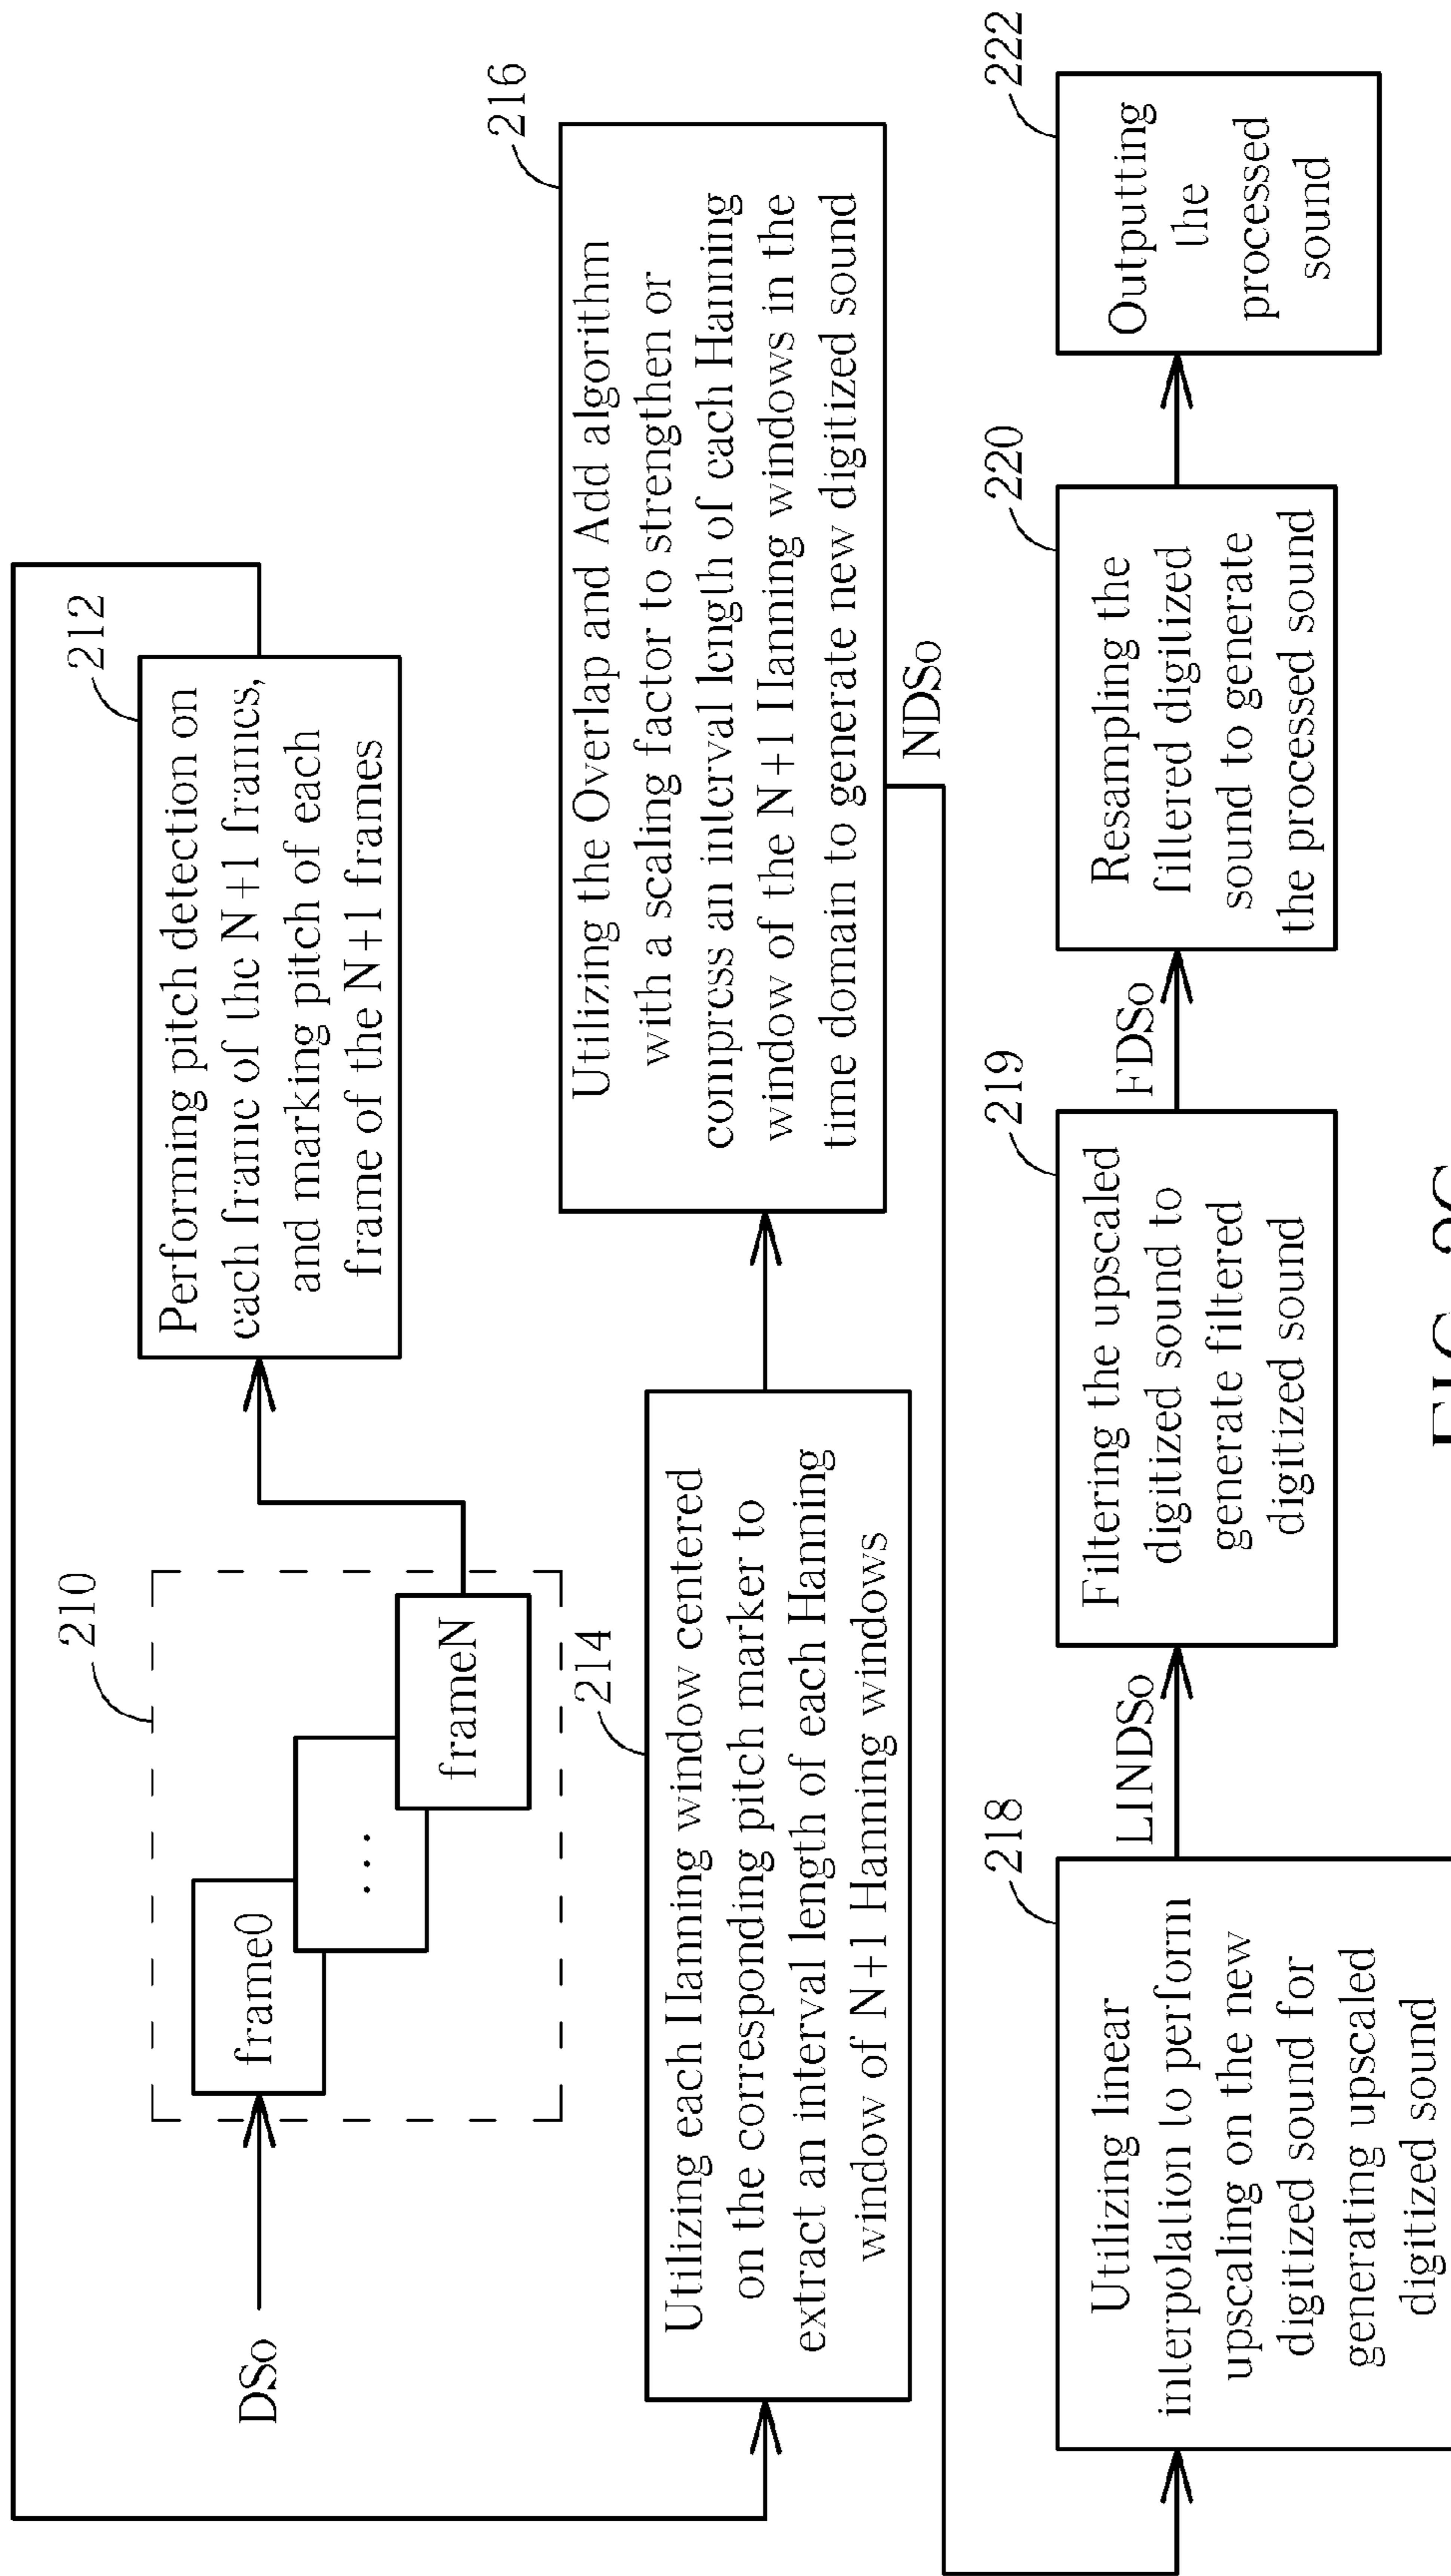 210
212
DSo
frame0
...
frameN
Performing pitch detection on
each frame of the N+1 frames,
and marking pitch of each
frame of the N+1 frames
214
216
Utilizing each Hanning window centered
on the corresponding pitch marker to
extract an interval length of each Hanning
window of N+1 Hanning windows
Utilizing the Overlap and Add algorithm
with a scaling factor to strengthen or
compress an interval length of each Hanning
window of the N+1 Hanning windows in the
time domain to generate new digitized sound
NDSo
218
Utilizing linear
interpolation to perform
upscaling on the new
digitized sound for
generating upscaled
digitized sound
LINDSo
219
Filtering the upscaled
digitized sound to
generate filtered
digitized sound
FDSo
220
Resampling the
filtered digitized
sound to generate
the processed sound
222
Outputting
the
processed
sound